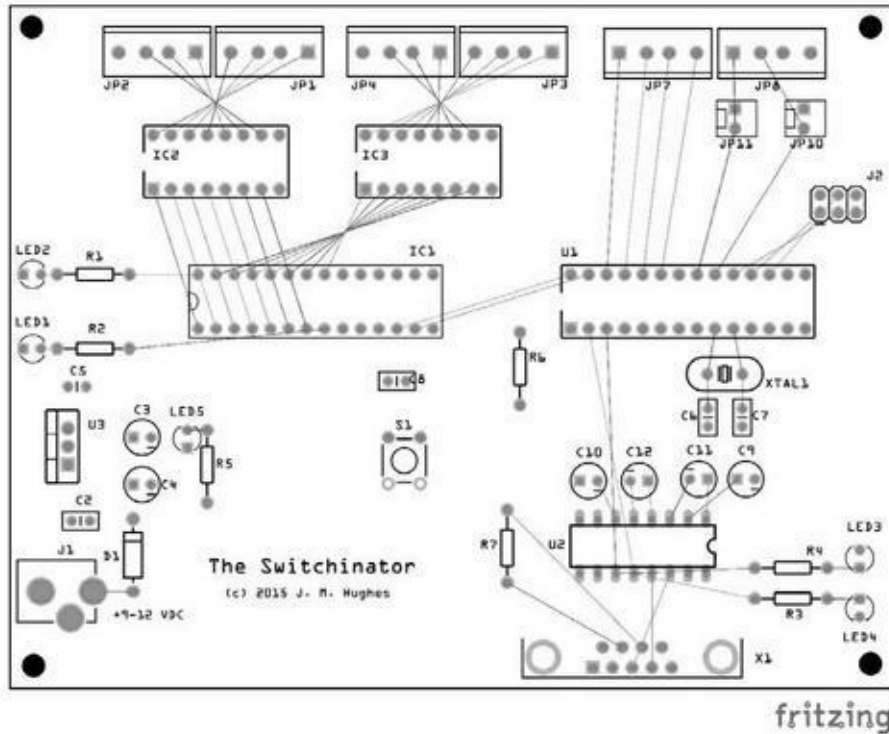 JP2 JP1 JP4 JP3 JP7 JP8
JP11 JP10
IC2 IC3
J2
LED2 R1 IC1 U1
LED1 R2
R6
C5 C8 XTAL1
C6 C7
U3 C3 LED5 S1
R5
C4
C10 C12 C11 C9
C2
J1 D1
R7 U2 R4 LED3
The Switchinator
(c) 2015 J. M. Hughes
+9-12 VDC
R3
LED4
X1
fritzing